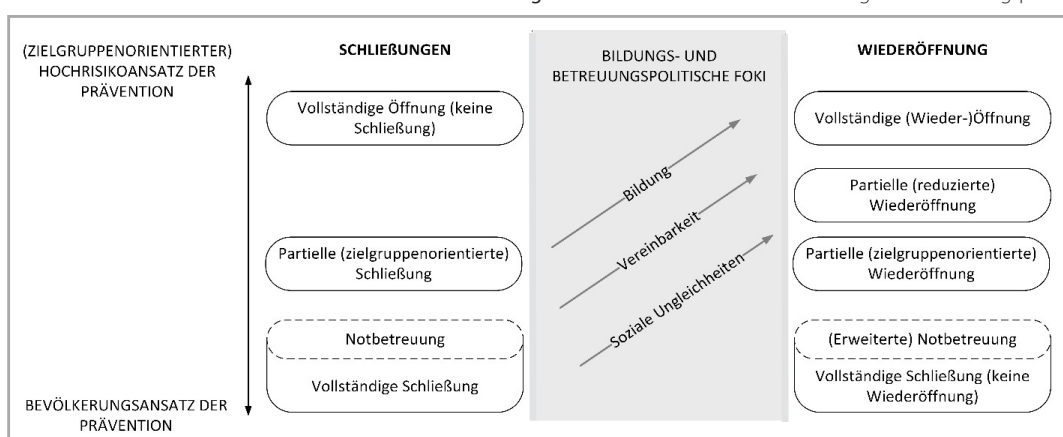 (ZIELGRUPPENORIENTIERTER)
HOCHRISIKOANSATZ DER
PRÄVENTION
SCHLIEßUNGEN
BILDUNGS- UND
BETREUUNGSPOLITISCHE FOKI
WIEDERÖFFNUNG
Vollständige Öffnung (keine
Schließung)
Vollständige (Wieder-)Öffnung
Bildung
Partielle (reduzierte)
Wiederöffnung
Vereinbarkeit
Partielle (zielgruppenorientierte)
Schließung
Partielle (zielgruppenorientierte)
Wiederöffnung
Soziale Ungleichheiten
Notbetreuung
(Erweiterte) Notbetreuung
Vollständige Schließung
Vollständige Schließung (keine
Wiederöffnung)
BEVÖLKERUNGSANSATZ DER
PRÄVENTION